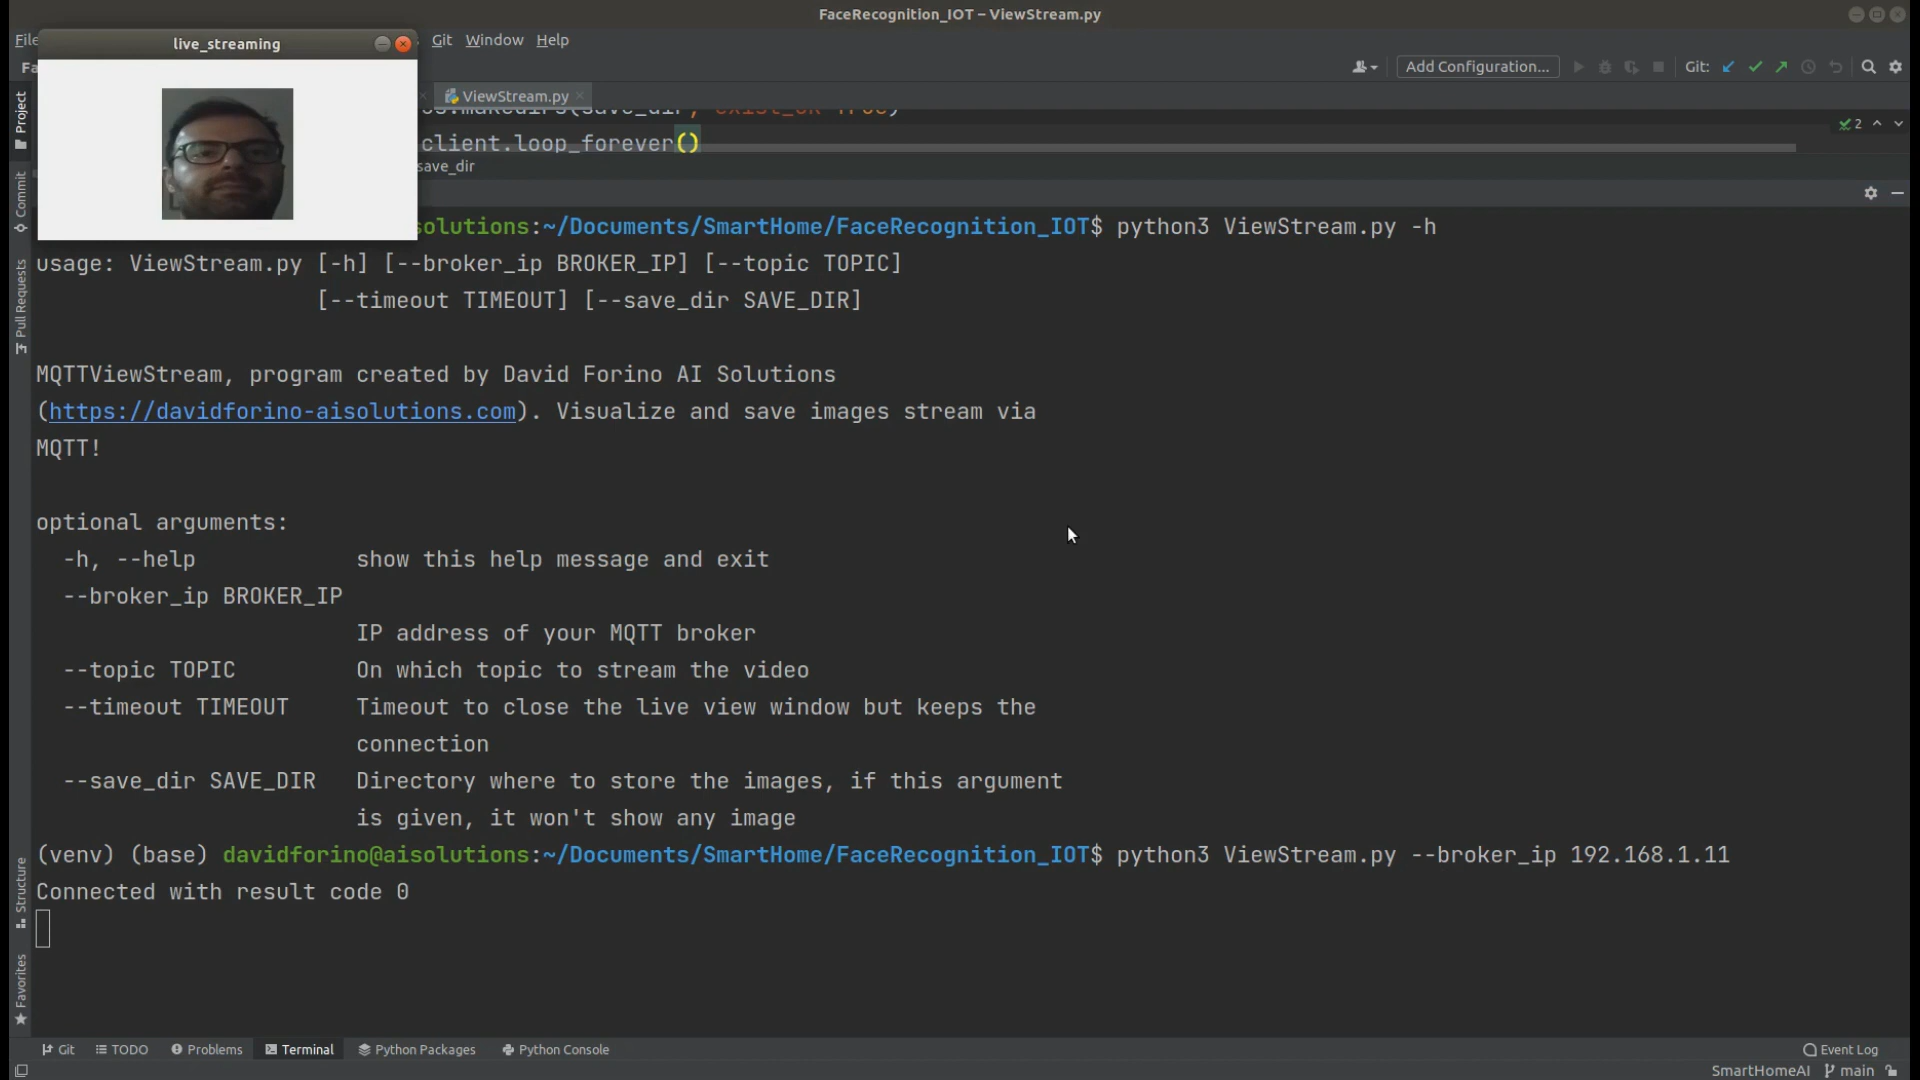 FaceRecognition_IOT – ViewStream.py
live_streaming
Git Window Help
Add Configuration...
Git:
ViewStream.py
client.loop_forever()
2
save_dir
solutions:~/Documents/SmartHome/FaceRecognition_IOT$ python3 ViewStream.py -h
usage: ViewStream.py [-h] [--broker_ip BROKER_IP] [--topic TOPIC]
[--timeout TIMEOUT] [--save_dir SAVE_DIR]
MQTTViewStream, program created by David Forino AI Solutions
(https://davidforino-aisolutions.com). Visualize and save images stream via
MQTT!
optional arguments:
-h, --help show this help message and exit
--broker_ip BROKER_IP
IP address of your MQTT broker
--topic TOPIC On which topic to stream the video
--timeout TIMEOUT Timeout to close the live view window but keeps the
connection
--save_dir SAVE_DIR Directory where to store the images, if this argument
is given, it won't show any image
(venv) (base) davidforino@aisolutions:~/Documents/SmartHome/FaceRecognition_IOT$ python3 ViewStream.py --broker_ip 192.168.1.11
Connected with result code 0
Project
Commit
Pull Requests
Structure
Favorites
Git TODO Problems Terminal Python Packages Python Console Event Log
SmartHomeAI main